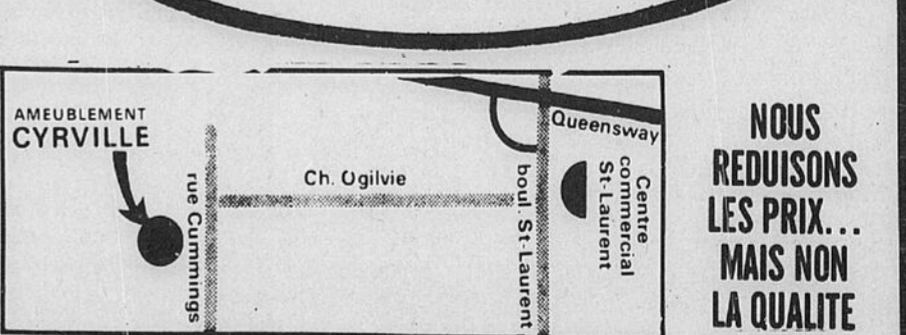 AMEUBLEMENT
CYRVILLE
rue Cummings
Ch. Ogilvie
boul. St-Laurent
Queensway
Centre
commercial
St-Laurent
NOUS
REDUISONS
LES PRIX...
MAIS NON
LA QUALITE